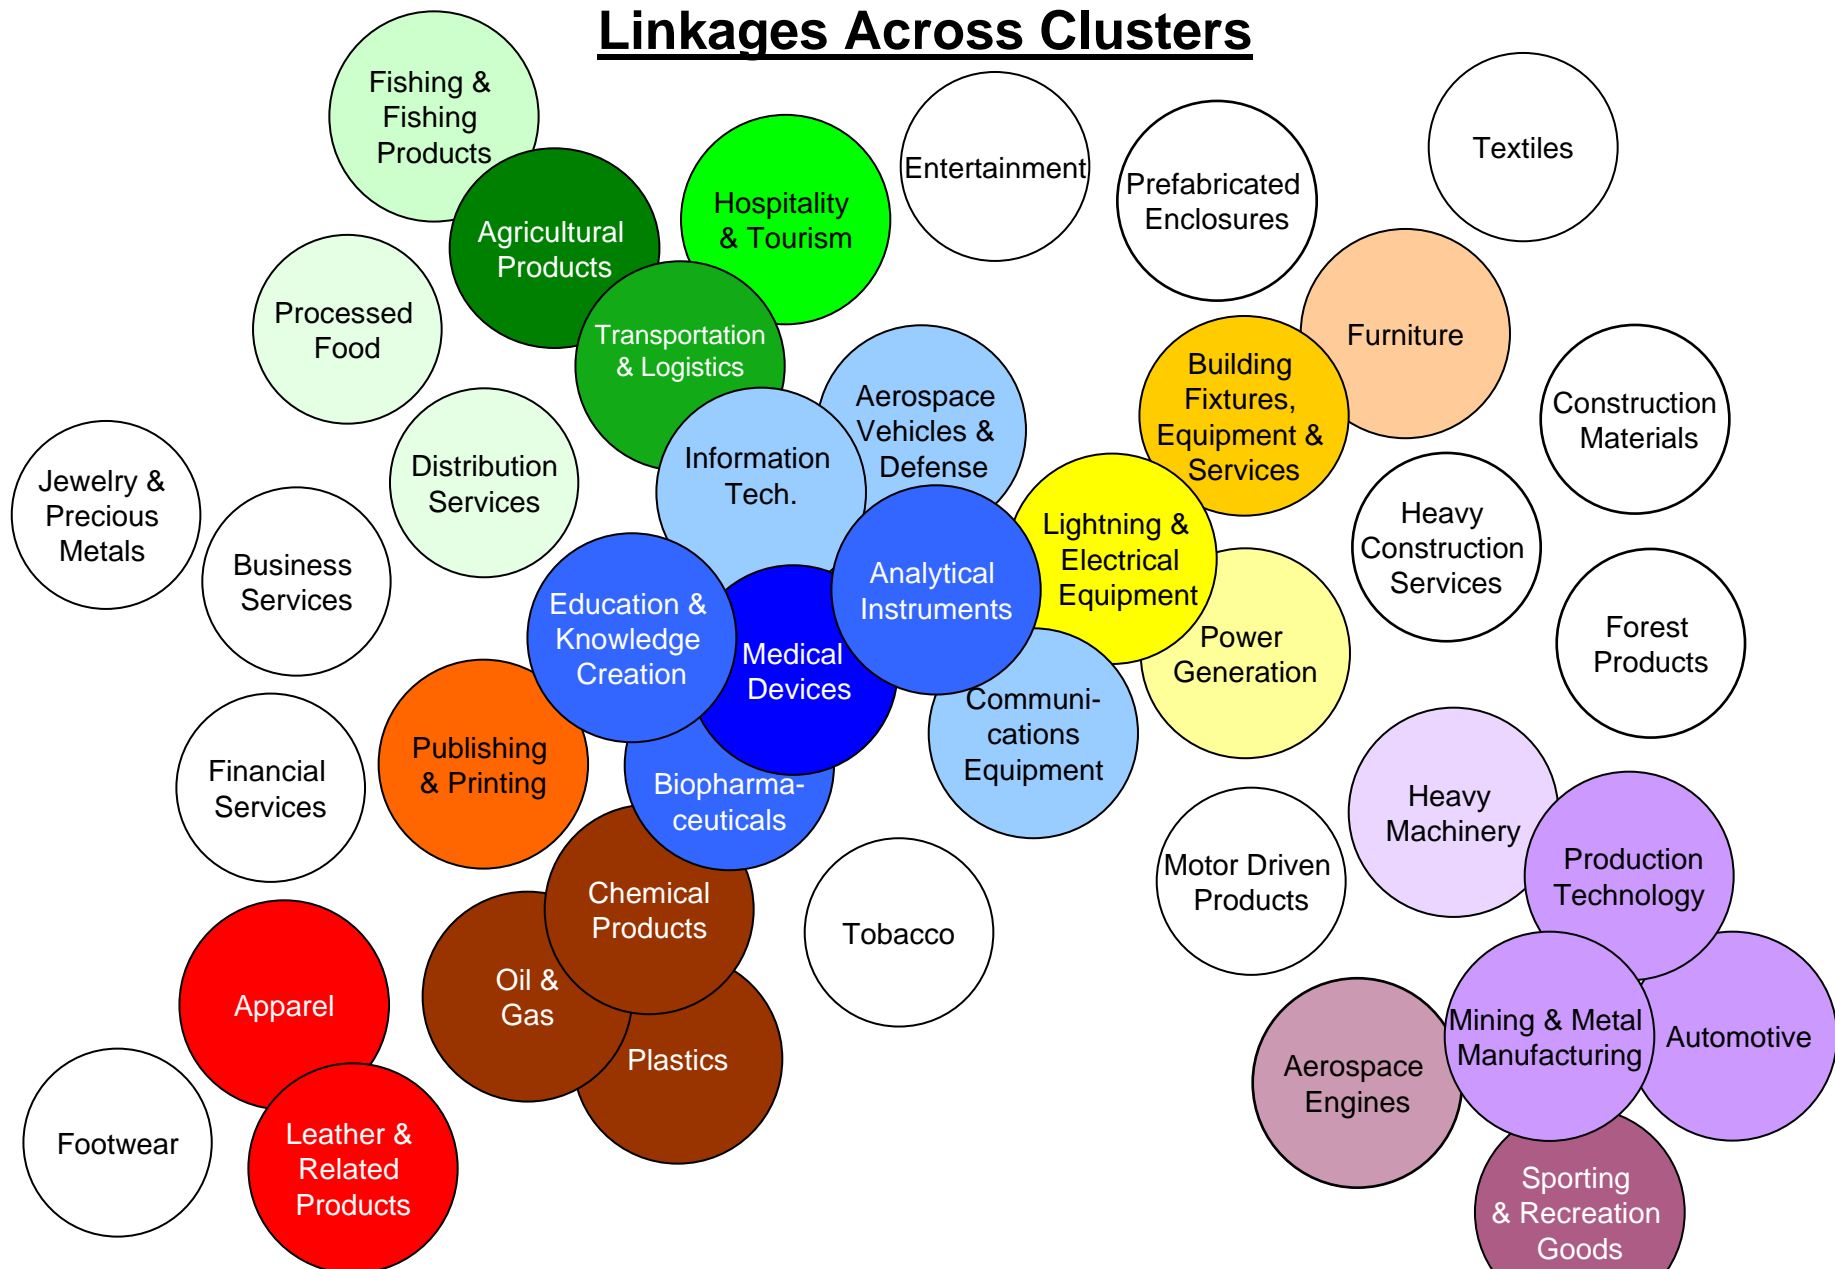 Linkages Across Clusters
Fishing &
Fishing
Products
Entertainment
Prefabricated
Enclosures
Textiles
Agricultural
Products
Hospitality
& Tourism
Processed
Food
Transportation
& Logistics
Aerospace
Vehicles &
Defense
Building
Fixtures,
Equipment &
Services
Furniture
Construction
Materials
Jewelry &
Precious
Metals
Business
Services
Distribution
Services
Information
Tech.
Analytical
Instruments
Lightning &
Electrical
Equipment
Heavy
Construction
Services
Forest
Products
Education &
Knowledge
Creation
Medical
Devices
Power
Generation
Communi-
cations
Equipment
Financial
Services
Publishing
& Printing
Biopharma-
ceuticals
Heavy
Machinery
Motor Driven
Products
Production
Technology
Chemical
Products
Tobacco
Apparel
Oil &
Gas
Plastics
Mining & Metal
Manufacturing
Automotive
Aerospace
Engines
Footwear
Leather &
Related
Products
Sporting
& Recreation
Goods